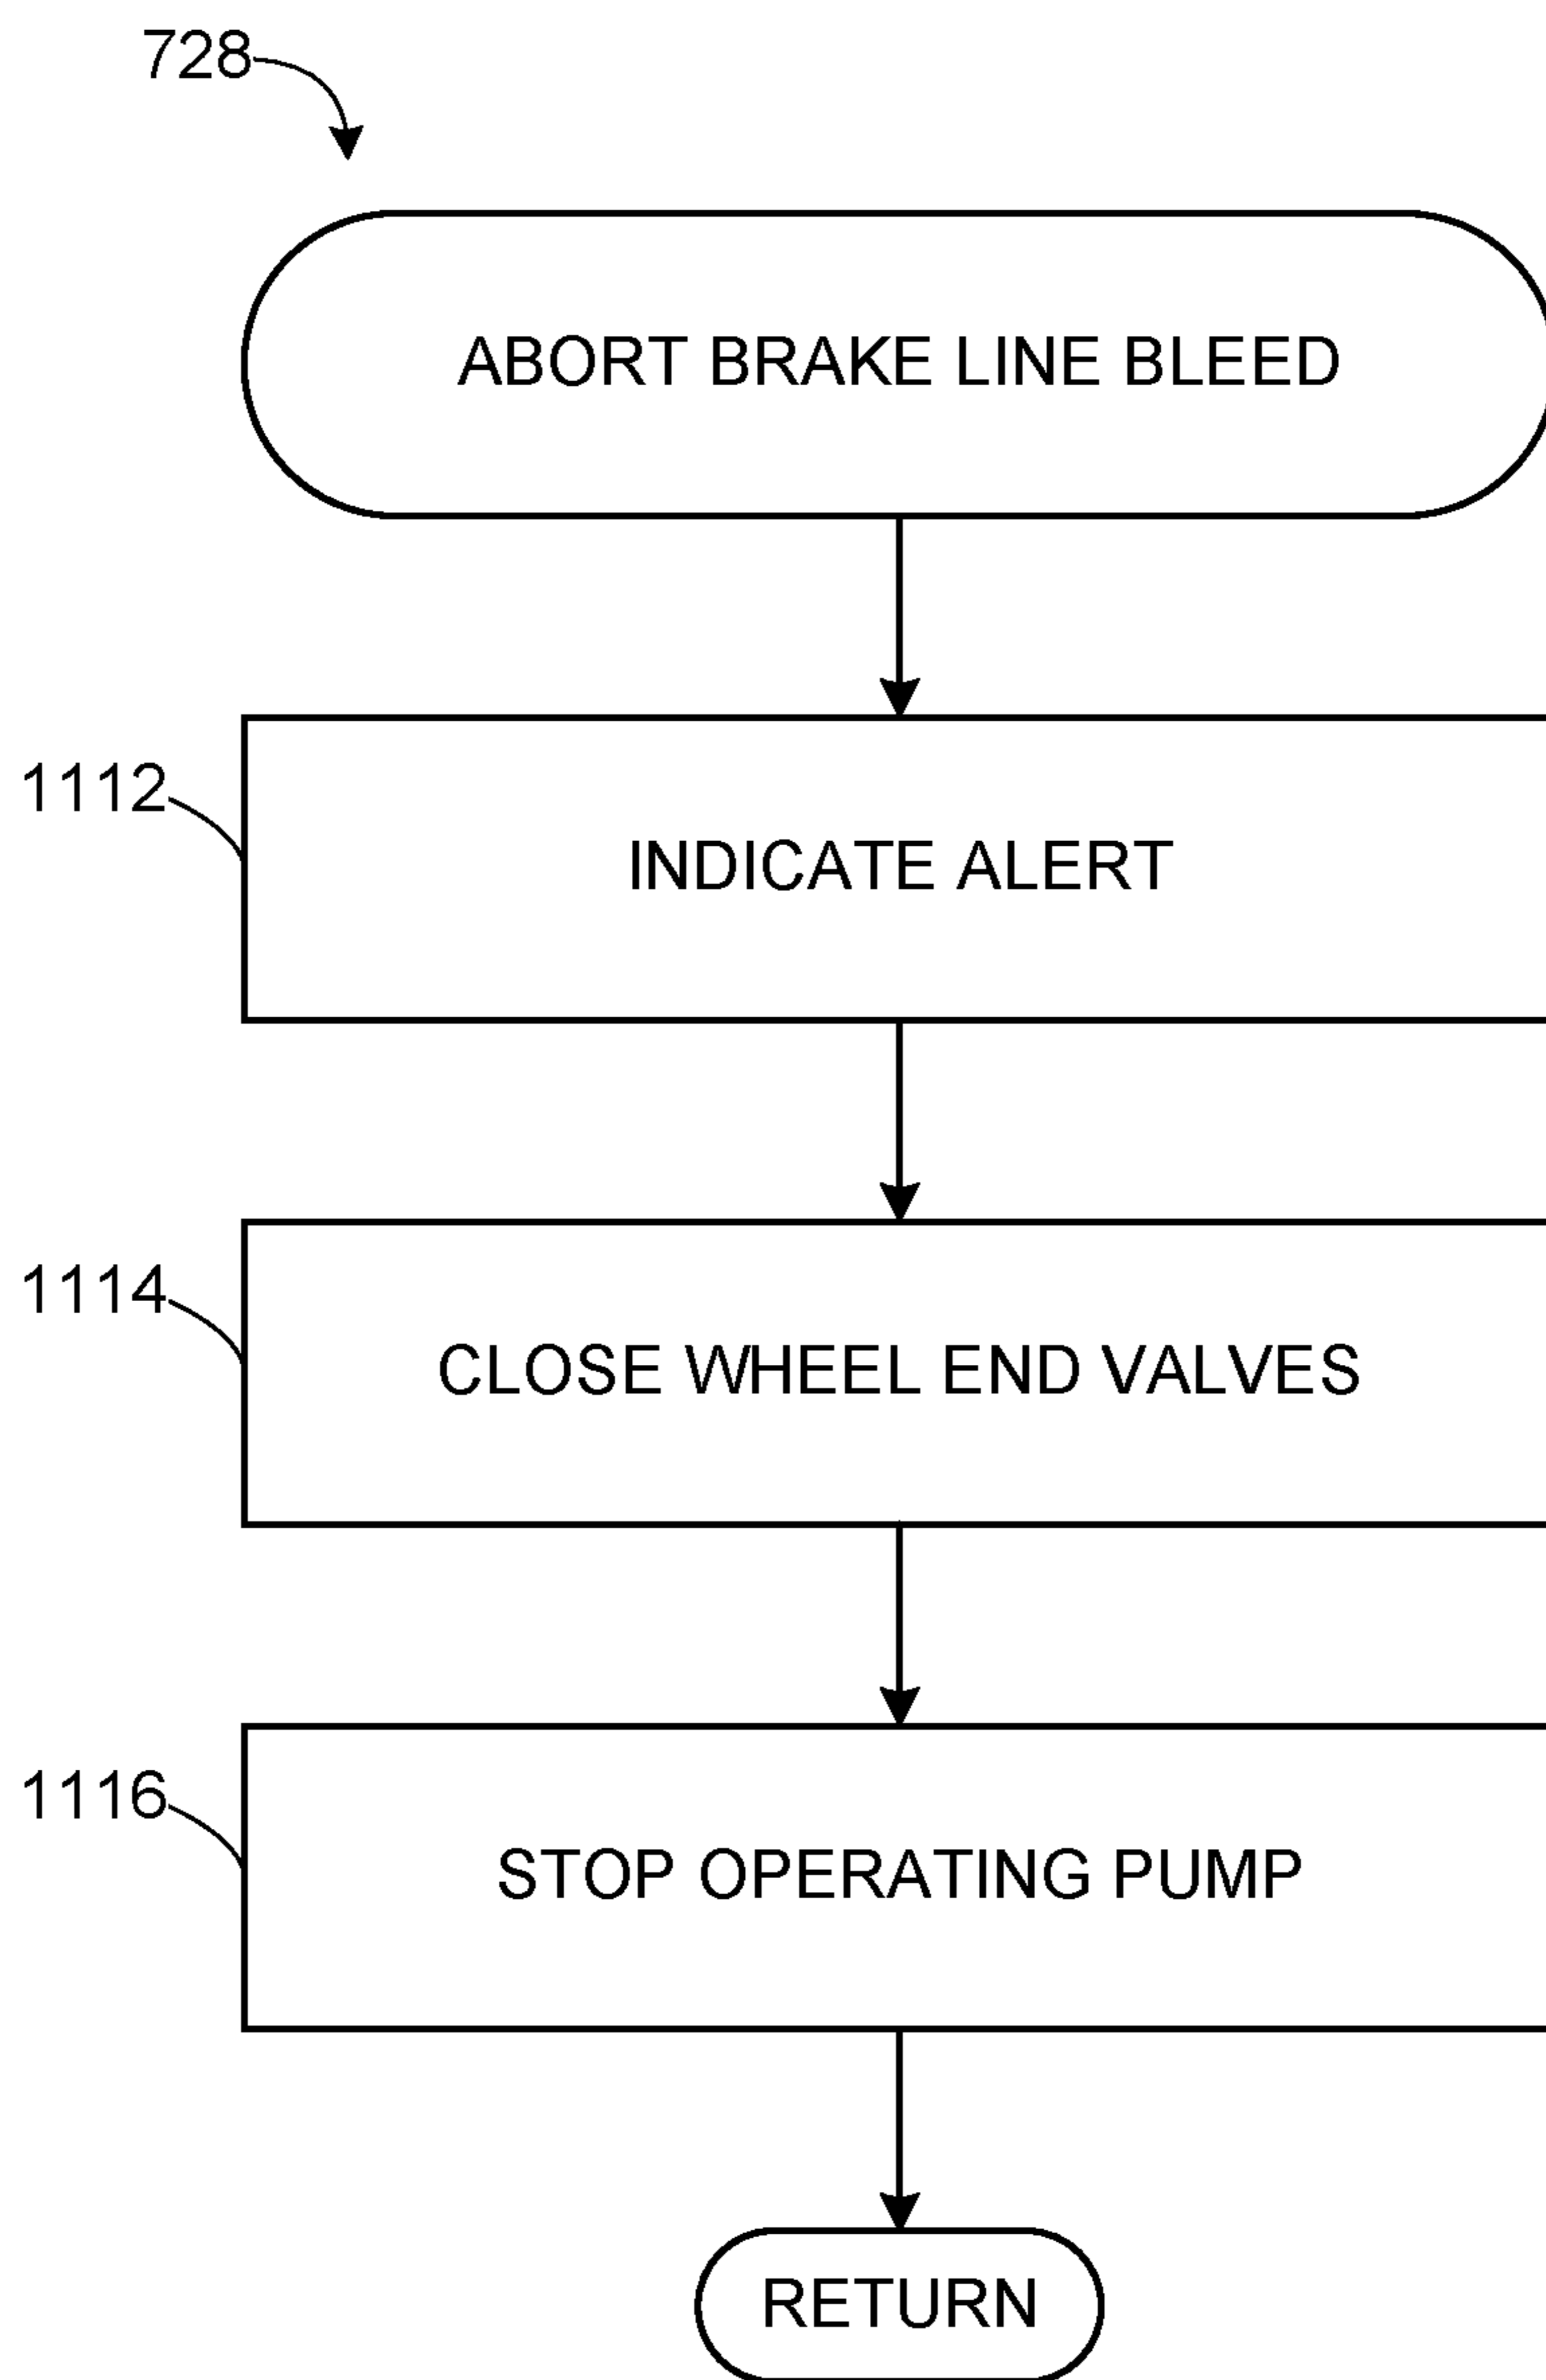 728
ABORT BRAKE LINE BLEED
1112
INDICATE ALERT
1114
CLOSE WHEEL END VALVES
1116
STOP OPERATING PUMP
RETURN